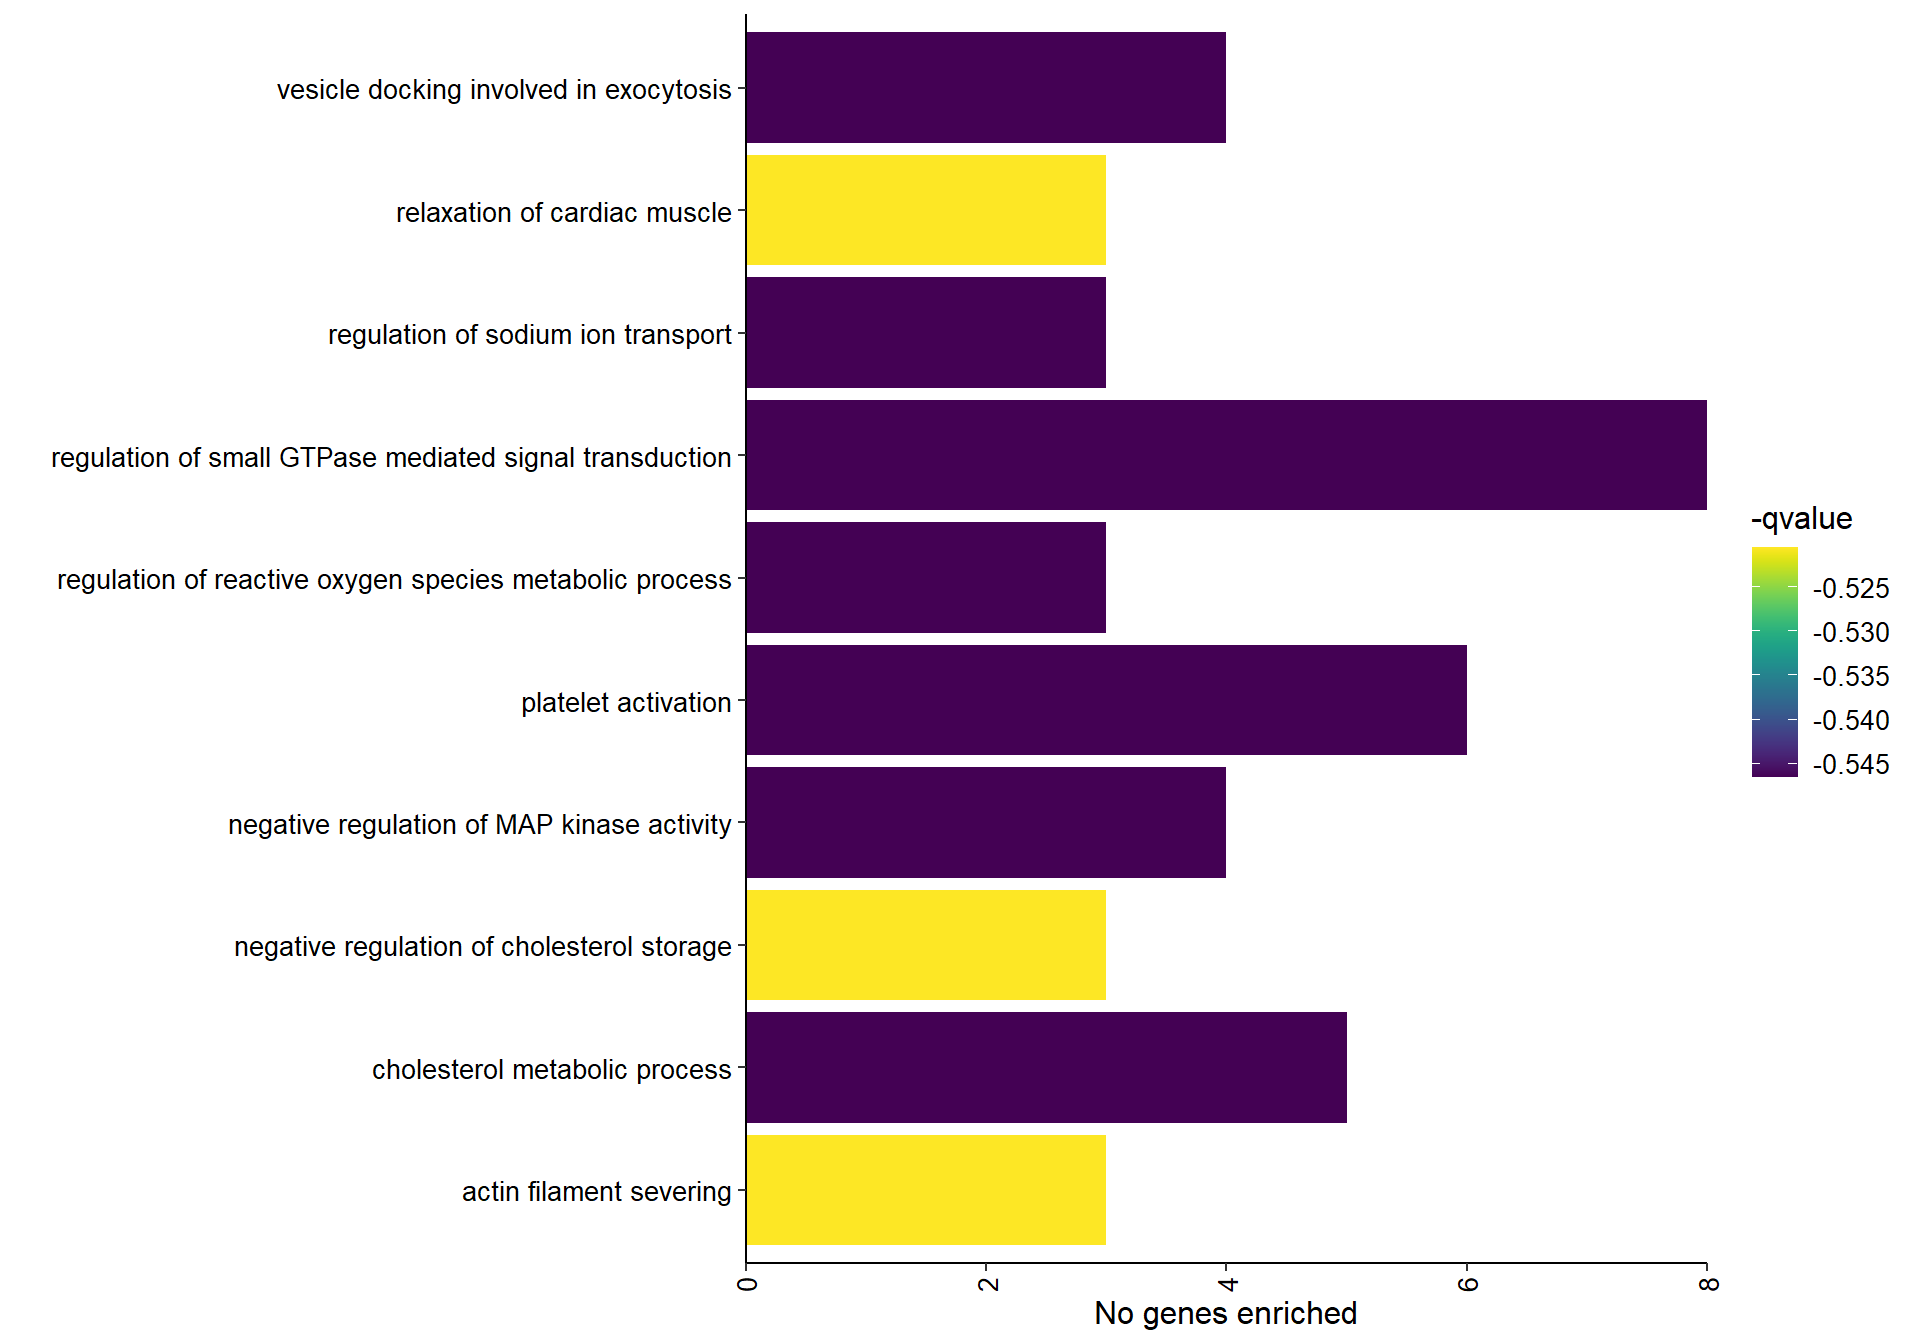 vesicle docking involved in exocytosis
relaxation of cardiac muscle
regulation of sodium ion transport
regulation of small GTPase mediated signal transduction
regulation of reactive oxygen species metabolic process
platelet activation
negative regulation of MAP kinase activity
negative regulation of cholesterol storage
cholesterol metabolic process
actin filament severing
0 2 4 6 8
No genes enriched
-qvalue
-0.525
-0.530
-0.535
-0.540
-0.545